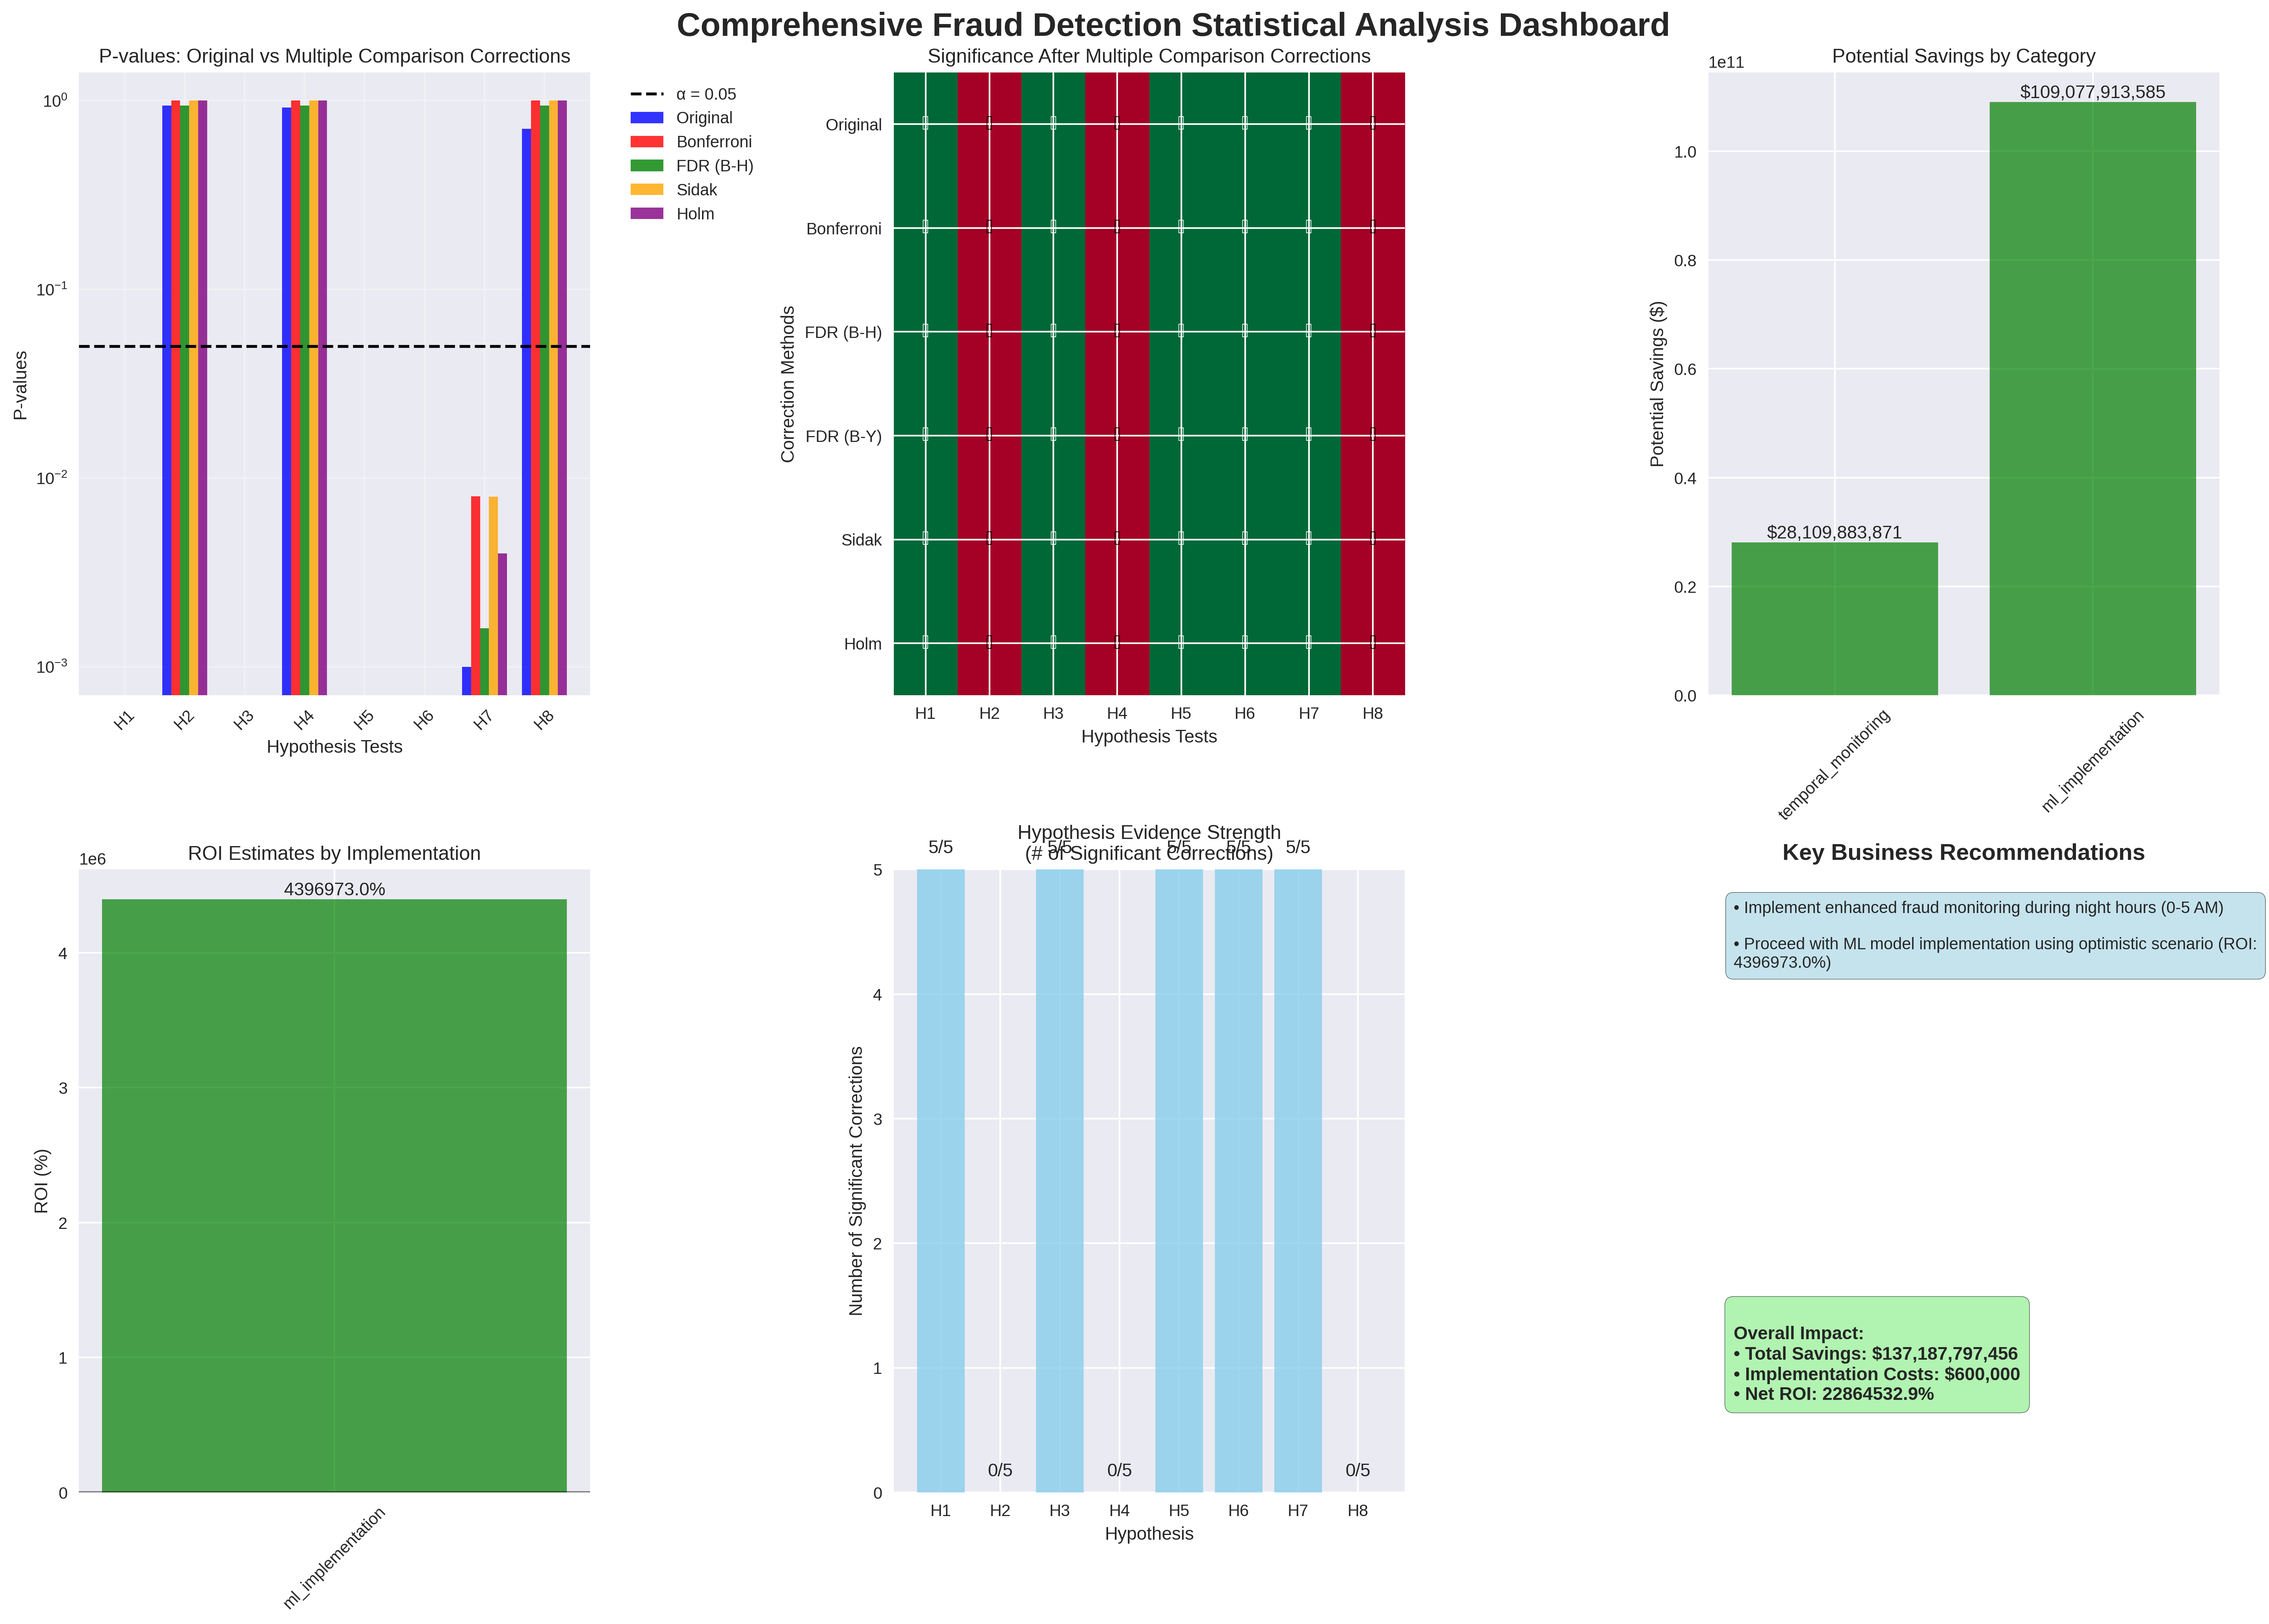 Comprehensive Fraud Detection Statistical Analysis Dashboard
P-values: Original vs Multiple Comparison Corrections
10⁰
10⁻¹
10⁻²
10⁻³
P-values
H1
H2
H3
H4
H5
H6
H7
H8
Hypothesis Tests
α = 0.05
Original
Bonferroni
FDR (B-H)
Sidak
Holm
Significance After Multiple Comparison Corrections
Correction Methods
Original
Bonferroni
FDR (B-H)
FDR (B-Y)
Sidak
Holm
H1
H2
H3
H4
H5
H6
H7
H8
Hypothesis Tests
Potential Savings by Category
1e11
Potential Savings ($)
1.0
0.8
0.6
0.4
0.2
0.0
$28,109,883,871
$109,077,913,585
temporal_monitoring
ml_implementation
ROI Estimates by Implementation
1e6
4396973.0%
ROI (%)
4
3
2
1
0
ml_implementation
Hypothesis Evidence Strength
(# of Significant Corrections)
5/5
0/5
5/5
0/5
5/5
5/5
5/5
0/5
Number of Significant Corrections
5
4
3
2
1
0
H1
H2
H3
H4
H5
H6
H7
H8
Hypothesis
Key Business Recommendations
• Implement enhanced fraud monitoring during night hours (0-5 AM)
• Proceed with ML model implementation using optimistic scenario (ROI:
4396973.0%)
Overall Impact:
• Total Savings: $137,187,797,456
• Implementation Costs: $600,000
• Net ROI: 22864532.9%